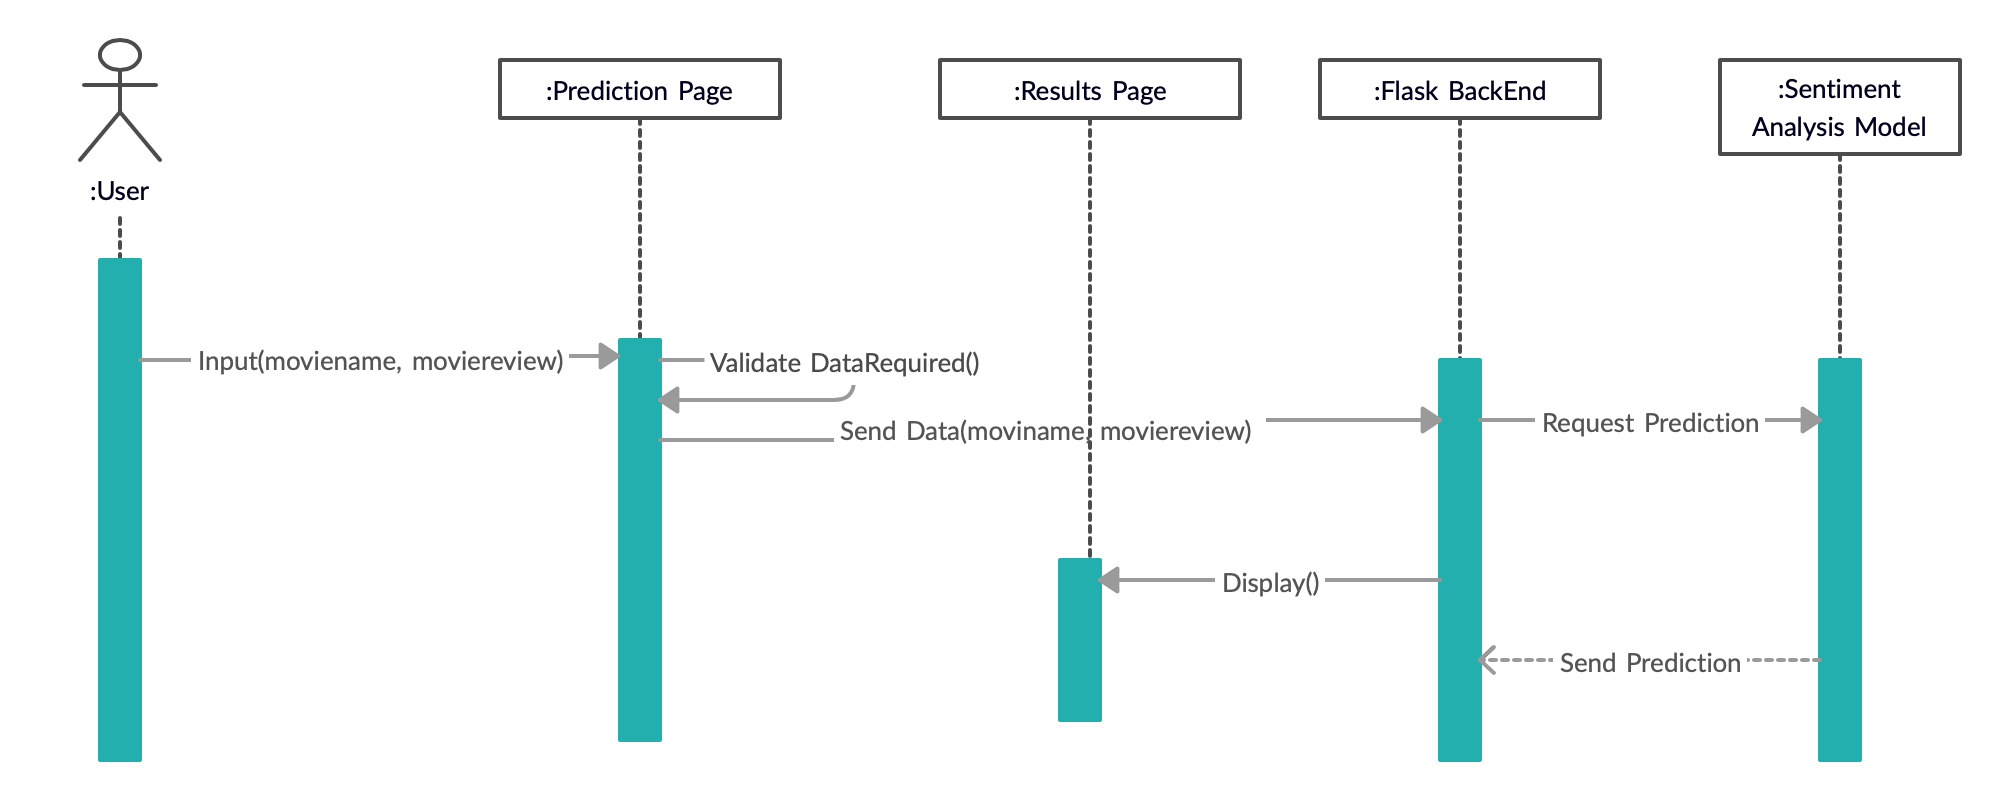 :User
:Prediction Page
:Results Page
:Flask BackEnd
:Sentiment
Analysis Model
Input(moviename, moviereview)
Validate DataRequired()
Send Data(moviname, moviereview)
Request Prediction
Display()
Send Prediction